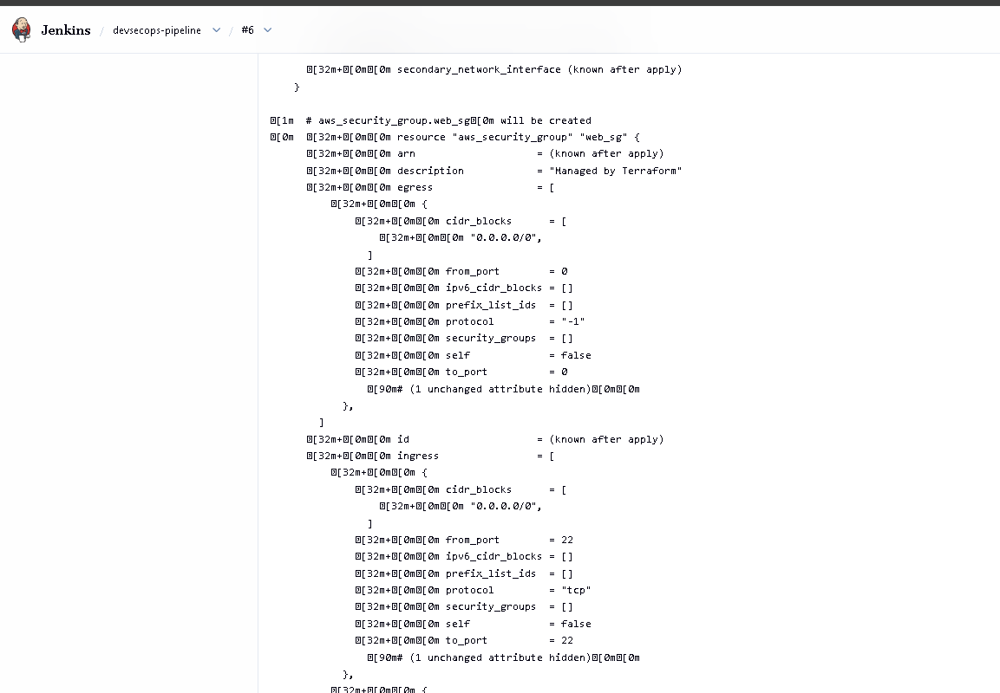 Jenkins / devsecops-pipeline / #6
[32m+[0m[0m secondary_network_interface (known after apply)
}
[1m # aws_security_group.web_sg[0m will be created
[0m [32m+[0m[0m resource "aws_security_group" "web_sg" {
[32m+[0m[0m arn = (known after apply)
[32m+[0m[0m description = "Managed by Terraform"
[32m+[0m[0m egress = [
[32m+[0m[0m {
[32m+[0m[0m cidr_blocks = [
[32m+[0m[0m "0.0.0.0/0",
]
[32m+[0m[0m from_port = 0
[32m+[0m[0m ipv6_cidr_blocks = []
[32m+[0m[0m prefix_list_ids = []
[32m+[0m[0m protocol = "-1"
[32m+[0m[0m security_groups = []
[32m+[0m[0m self = false
[32m+[0m[0m to_port = 0
[90m# (1 unchanged attribute hidden)[0m[0m
},
]
[32m+[0m[0m id = (known after apply)
[32m+[0m[0m ingress = [
[32m+[0m[0m {
[32m+[0m[0m cidr_blocks = [
[32m+[0m[0m "0.0.0.0/0",
]
[32m+[0m[0m from_port = 22
[32m+[0m[0m ipv6_cidr_blocks = []
[32m+[0m[0m prefix_list_ids = []
[32m+[0m[0m protocol = "tcp"
[32m+[0m[0m security_groups = []
[32m+[0m[0m self = false
[32m+[0m[0m to_port = 22
[90m# (1 unchanged attribute hidden)[0m[0m
},
[32m+[0m[0m {